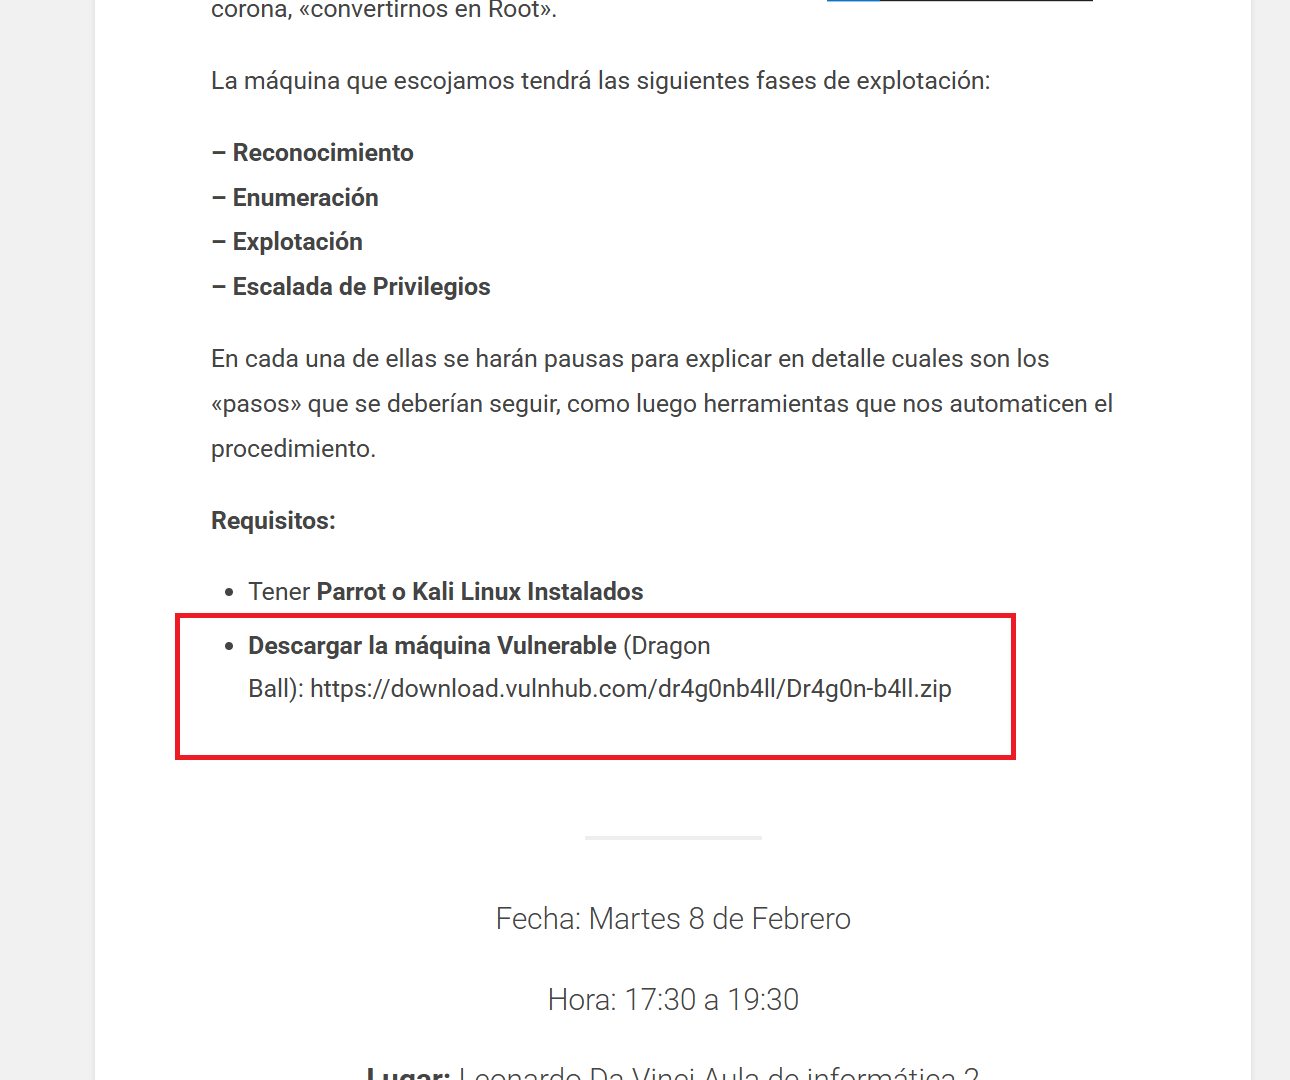 corona, «convertirnos en Root».
La máquina que escojamos tendrá las siguientes fases de explotación:
– Reconocimiento
– Enumeración
– Explotación
– Escalada de Privilegios
En cada una de ellas se harán pausas para explicar en detalle cuales son los
«pasos» que se deberían seguir, como luego herramientas que nos automaticen el
procedimiento.
Requisitos:
• Tener Parrot o Kali Linux Instalados
• Descargar la máquina Vulnerable (Dragon
Ball): https://download.vulnhub.com/dr4g0nb4ll/Dr4g0n-b4ll.zip
Fecha: Martes 8 de Febrero
Hora: 17:30 a 19:30
Lugar: Leonardo Da Vinci Aula de informática 2